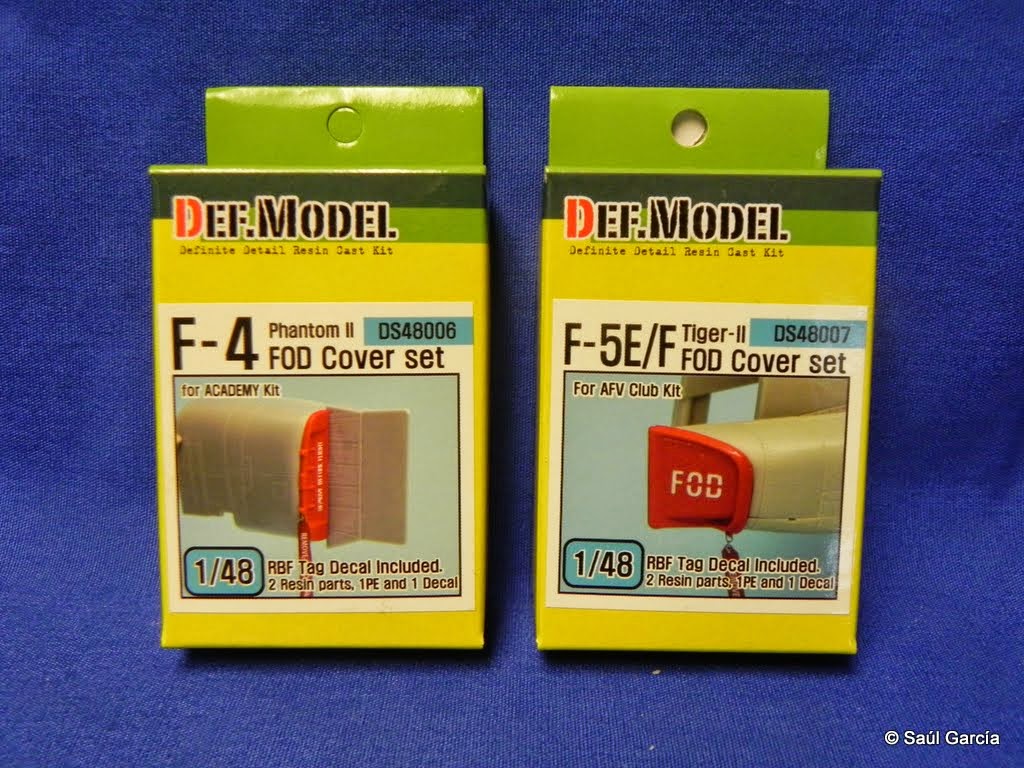 DEF.MODEL
Definite Detail Resin Cast Kit
F-4 Phantom II DS48006
FOD Cover set
for ACADEMY Kit
1/48 RBF Tag Decal Included.
2 Resin parts, 1PE and 1 Decal
DEF.MODEL
Definite Detail Resin Cast Kit
F-5E/F Tiger-II DS48007
FOD Cover set
For AFV Club Kit
FOD
1/48 RBF Tag Decal Included.
2 Resin parts, 1PE and 1 Decal
© Saúl García